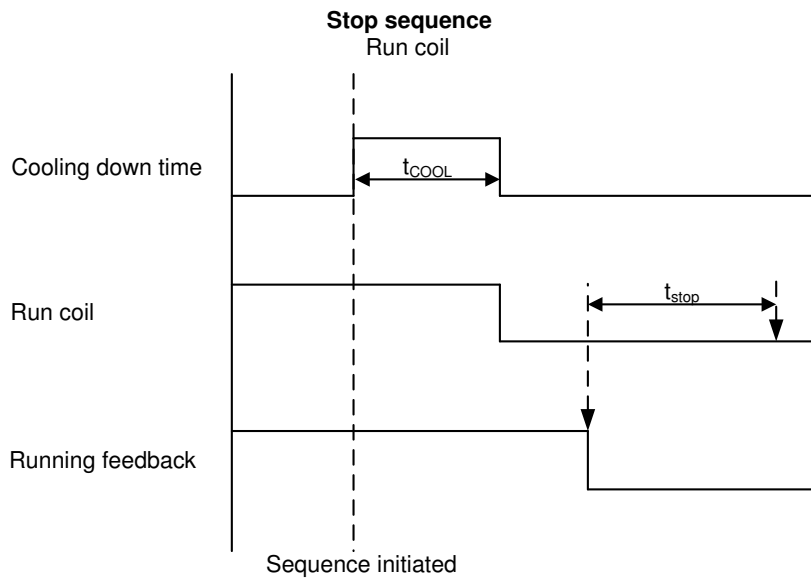 Stop sequence
Run coil
Cooling down time
tCOOL
Run coil
tstop
Running feedback
Sequence initiated